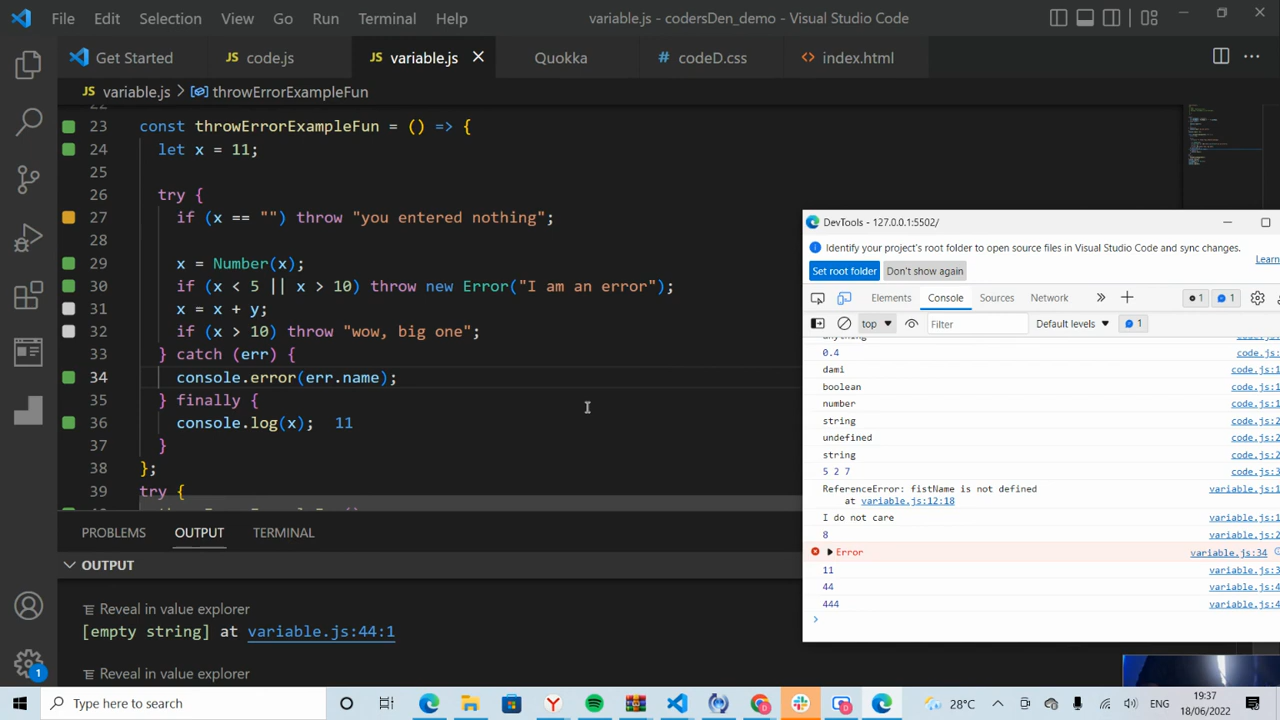 File Edit Selection View Go Run Terminal Help variable.js - codersDen_demo - Visual Studio Code
Get Started JS code.js JS variable.js Quokka # codeD.css <> index.html
JS variable.js > throwErrorExampleFun
23 const throwErrorExampleFun = () => {
24 let x = 11;
25
26 try {
27 if (x == "") throw "you entered nothing";
28
29 x = Number(x);
30 if (x < 5 || x > 10) throw new Error("I am an error");
31 x = x + y;
32 if (x > 10) throw "wow, big one";
33 } catch (err) {
34 console.error(err.name);
35 } finally {
36 console.log(x); 11
37 }
38 };
39 try {
PROBLEMS OUTPUT TERMINAL
OUTPUT
Reveal in value explorer
[empty string] at variable.js:44:1
Reveal in value explorer
1
DevTools - 127.0.0.1:5502/
Identify your project's root folder to open source files in Visual Studio Code and sync changes.
Learn
Set root folder Don't show again
Elements Console Sources Network 1 1
top Filter Default levels 1
anything
0.4 code.js:
dami code.js:1
boolean code.js:1
number code.js:1
string code.js:2
undefined code.js:2
string code.js:2
5 2 7 code.js:3
ReferenceError: fistName is not defined variable.js:1
at variable.js:12:18
I do not care variable.js:1
8 variable.js:2
Error variable.js:34
11 variable.js:3
44 variable.js:4
444 variable.js:4
Type here to search
28°C ENG 19:37
18/06/2022